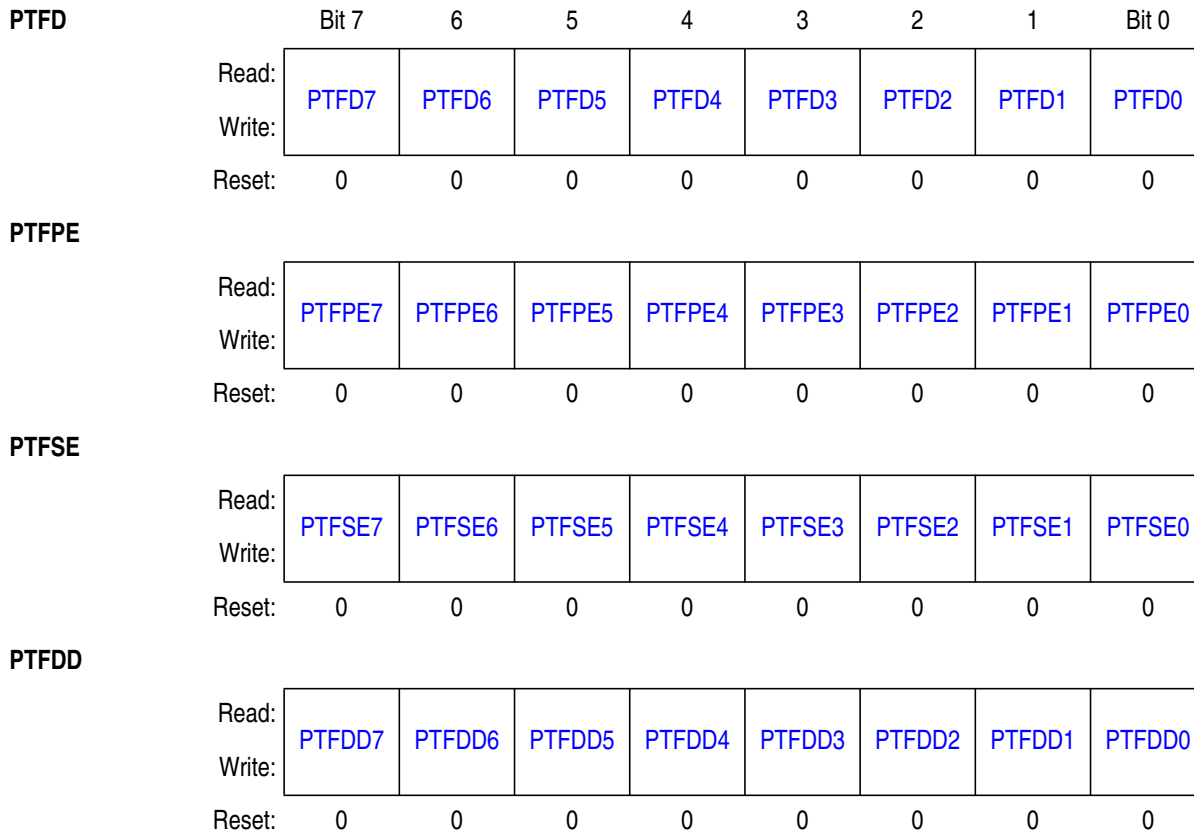 PTFD Bit 7 6 5 4 3 2 1 Bit 0
Read:
PTFD7 PTFD6 PTFD5 PTFD4 PTFD3 PTFD2 PTFD1 PTFD0
Write:
Reset: 0 0 0 0 0 0 0 0
PTFPE
Read:
PTFPE7 PTFPE6 PTFPE5 PTFPE4 PTFPE3 PTFPE2 PTFPE1 PTFPE0
Write:
Reset: 0 0 0 0 0 0 0 0
PTFSE
Read:
PTFSE7 PTFSE6 PTFSE5 PTFSE4 PTFSE3 PTFSE2 PTFSE1 PTFSE0
Write:
Reset: 0 0 0 0 0 0 0 0
PTFDD
Read:
PTFDD7 PTFDD6 PTFDD5 PTFDD4 PTFDD3 PTFDD2 PTFDD1 PTFDD0
Write:
Reset: 0 0 0 0 0 0 0 0